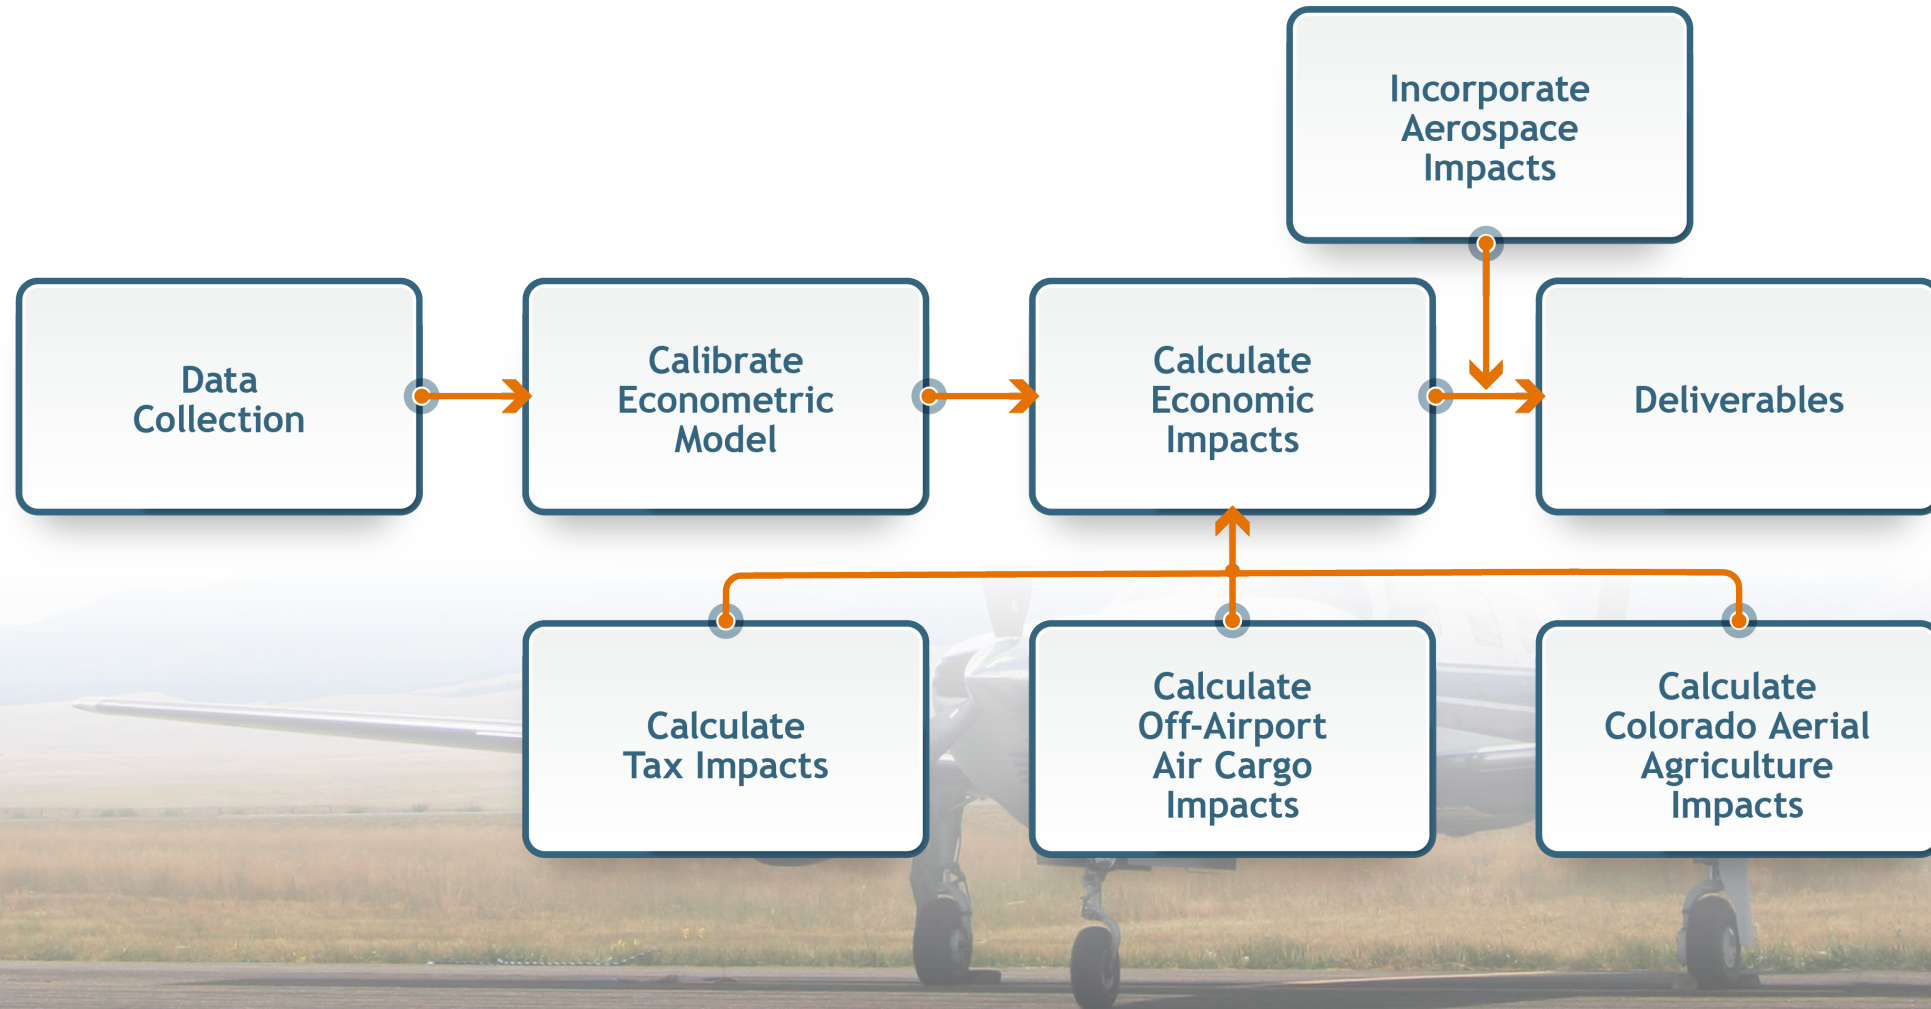 Incorporate
Aerospace
Impacts
Data
Collection
Calibrate
Econometric
Model
Calculate
Economic
Impacts
Deliverables
Calculate
Tax Impacts
Calculate
Off-Airport
Air Cargo
Impacts
Calculate
Colorado Aerial
Agriculture
Impacts